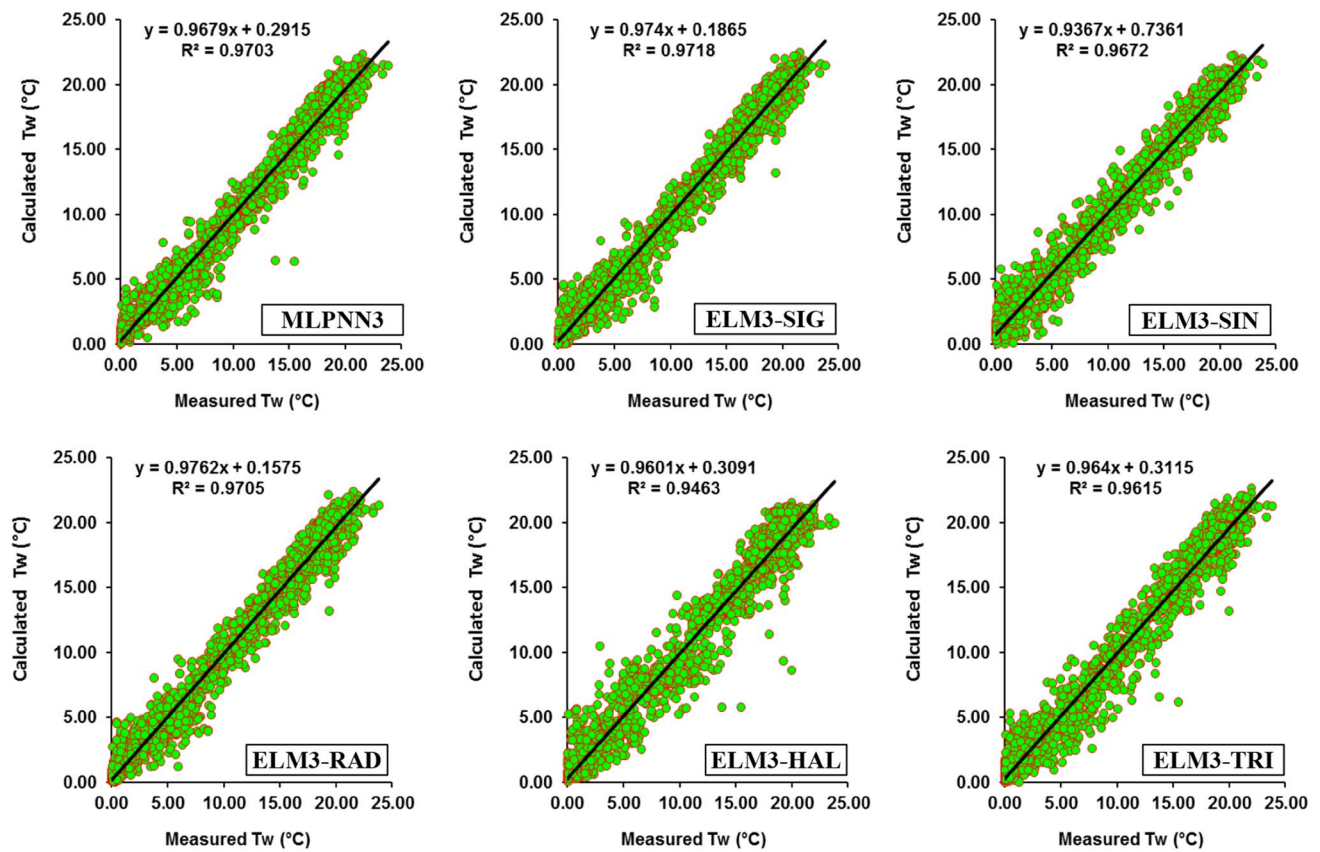 25.00
20.00
15.00
10.00
5.00
0.00
Calculated Tw (°C)
y = 0.9679x + 0.2915
R² = 0.9703
MLPNN3
0.00 5.00 10.00 15.00 20.00 25.00
Measured Tw (°C)
25.00
20.00
15.00
10.00
5.00
0.00
Calculated Tw (°C)
y = 0.974x + 0.1865
R² = 0.9718
ELM3-SIG
0.00 5.00 10.00 15.00 20.00 25.00
Measured Tw (°C)
25.00
20.00
15.00
10.00
5.00
0.00
Calculated Tw (°C)
y = 0.9367x + 0.7361
R² = 0.9672
ELM3-SIN
0.00 5.00 10.00 15.00 20.00 25.00
Measured Tw (°C)
25.00
20.00
15.00
10.00
5.00
0.00
Calculated Tw (°C)
y = 0.9762x + 0.1575
R² = 0.9705
ELM3-RAD
0.00 5.00 10.00 15.00 20.00 25.00
Measured Tw (°C)
25.00
20.00
15.00
10.00
5.00
0.00
Calculated Tw (°C)
y = 0.9601x + 0.3091
R² = 0.9463
ELM3-HAL
0.00 5.00 10.00 15.00 20.00 25.00
Measured Tw (°C)
25.00
20.00
15.00
10.00
5.00
0.00
Calculated Tw (°C)
y = 0.964x + 0.3115
R² = 0.9615
ELM3-TRI
0.00 5.00 10.00 15.00 20.00 25.00
Measured Tw (°C)